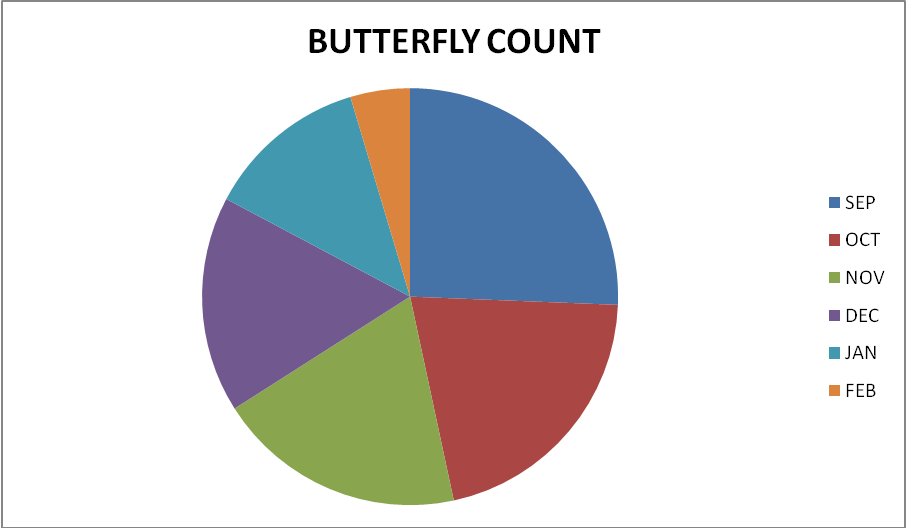 BUTTERFLY COUNT
SEP
OCT
NOV
DEC
JAN
FEB